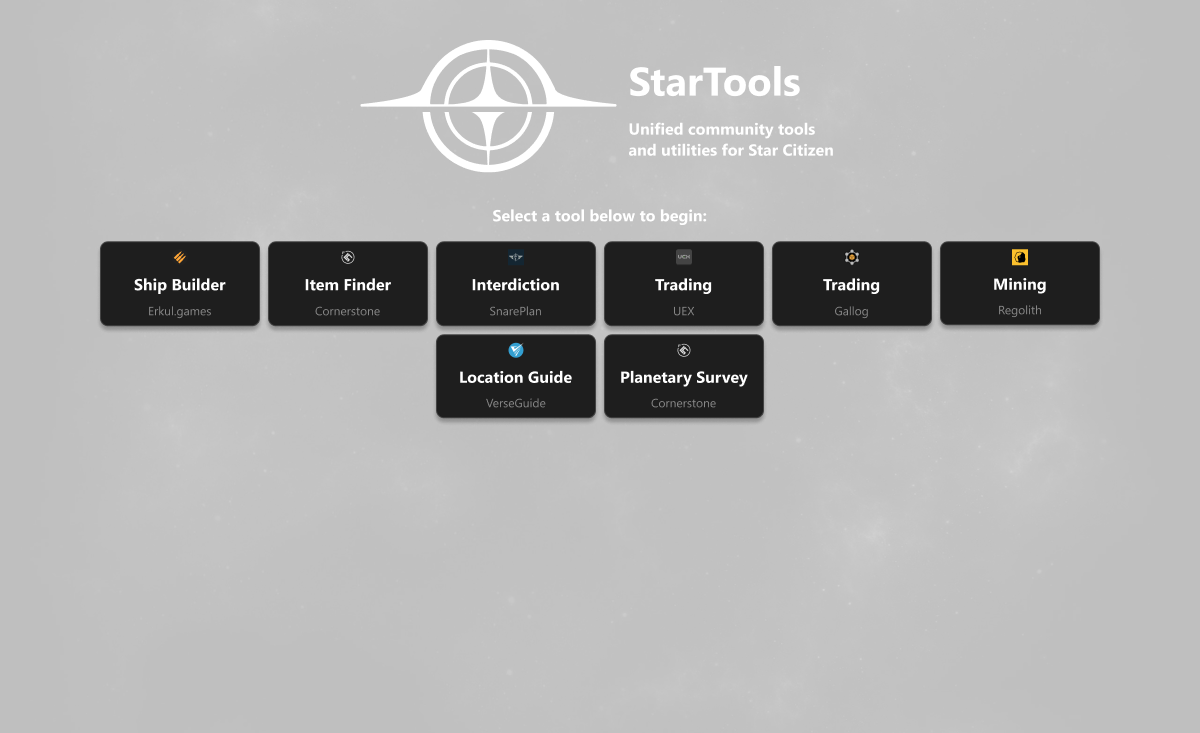 StarTools
Unified community tools
and utilities for Star Citizen
Select a tool below to begin:
Ship Builder
Erkul.games
Item Finder
Cornerstone
Interdiction
SnarePlan
UCH
Trading
UEX
Trading
Gallog
Mining
Regolith
Location Guide
VerseGuide
Planetary Survey
Cornerstone